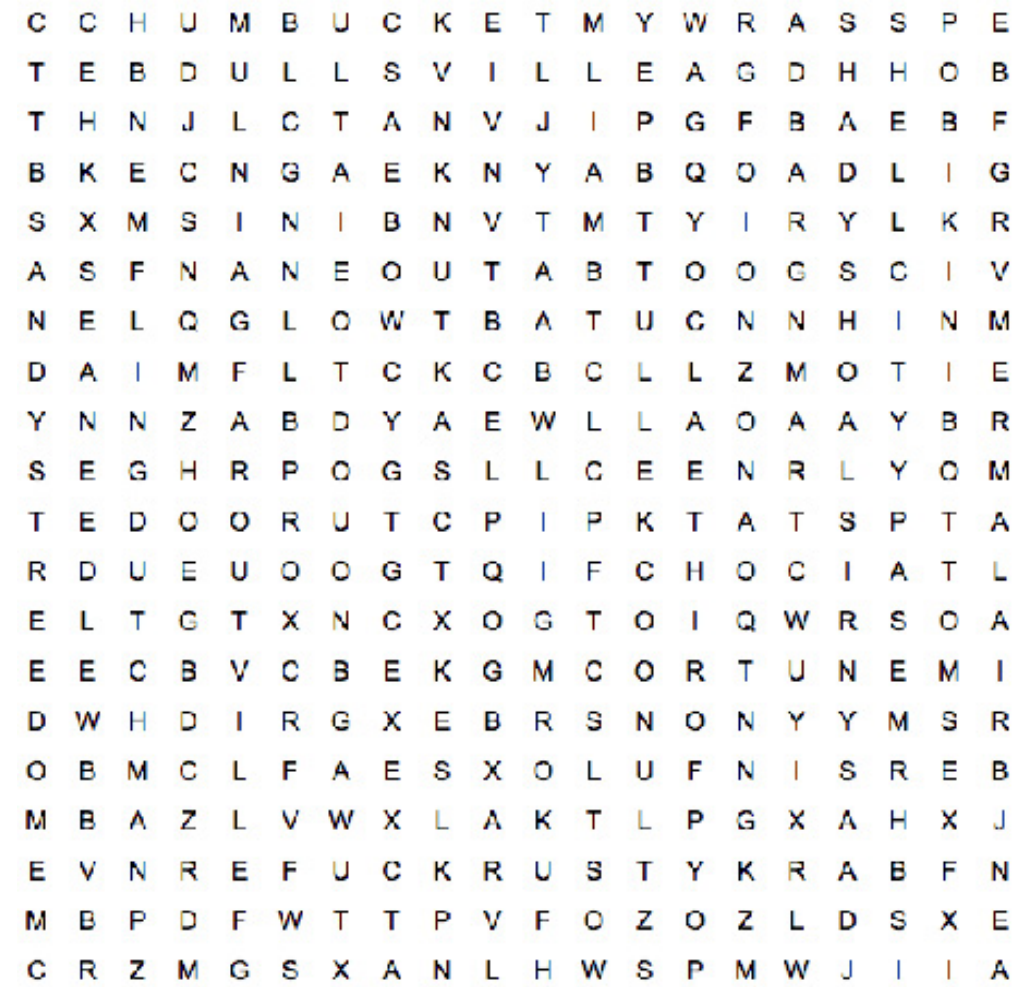 C C H U M B U C K E T M Y W R A S S P E
T E B D U L L S V I L L E A G D H H O B
T H N J L C T A N V J I P G F B A E B F
B K E C N G A E K N Y A B Q O A D L I G
S X M S I N I B N V T M T Y I R Y L K R
A S F N A N E O U T A B T O O G S C I V
N E L Q G L O W T B A T U C N N H I N M
D A I M F L T C K C B C L L Z M O T I E
Y N N Z A B D Y A E W L L A O A A Y B R
S E G H R P O G S L L C E E N R L Y O M
T E D O O R U T C P I P K T A T S P T A
R D U E U O O G T Q I F C H O C I A T L
E L T G T X N C X O G T O I Q W R S O A
E E C B V C B E K G M C O R T U N E M I
D W H D I R G X E B R S N O N Y Y M S R
O B M C L F A E S X O L U F N I S R E B
M B A Z L V W X L A K T L P G X A H X J
E V N R E F U C K R U S T Y K R A B F N
M B P D F W T T P V F O Z O Z L D S X E
C R Z M G S X A N L H W S P M W J I I A